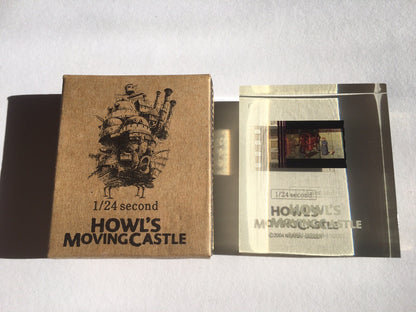 1/24 second
HOWL'S
MOVING CASTLE
1/24 second
HOWL'S
MOVING CASTLE